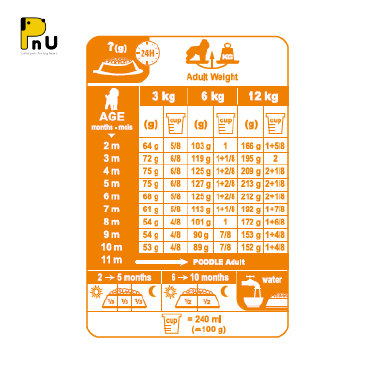 PnU
?(g)
24H
KG
Adult Weight
3 kg 6 kg 12 kg
AGE
months - mois
(g) cup (g) cup (g) cup
2 m 64 g 5/8 103 g 1 166 g 1+5/8
3 m 72 g 6/8 119 g 1+1/8 195 g 2
4 m 75 g 6/8 125 g 1+2/8 209 g 2+1/8
5 m 75 g 6/8 127 g 1+2/8 213 g 2+1/8
6 m 68 g 5/8 125 g 1+2/8 212 g 2+1/8
7 m 61 g 5/8 113 g 1+1/8 192 g 1+7/8
8 m 54 g 4/8 101 g 1 172 g 1+6/8
9 m 54 g 4/8 90 g 7/8 153 g 1+4/8
10 m 53 g 4/8 89 g 7/8 152 g 1+4/8
11 m → POODLE Adult
2 → 5 months 6 → 10 months water
1/3 1/3 1/3 1/2 1/2
cup = 240 ml
(=100 g)